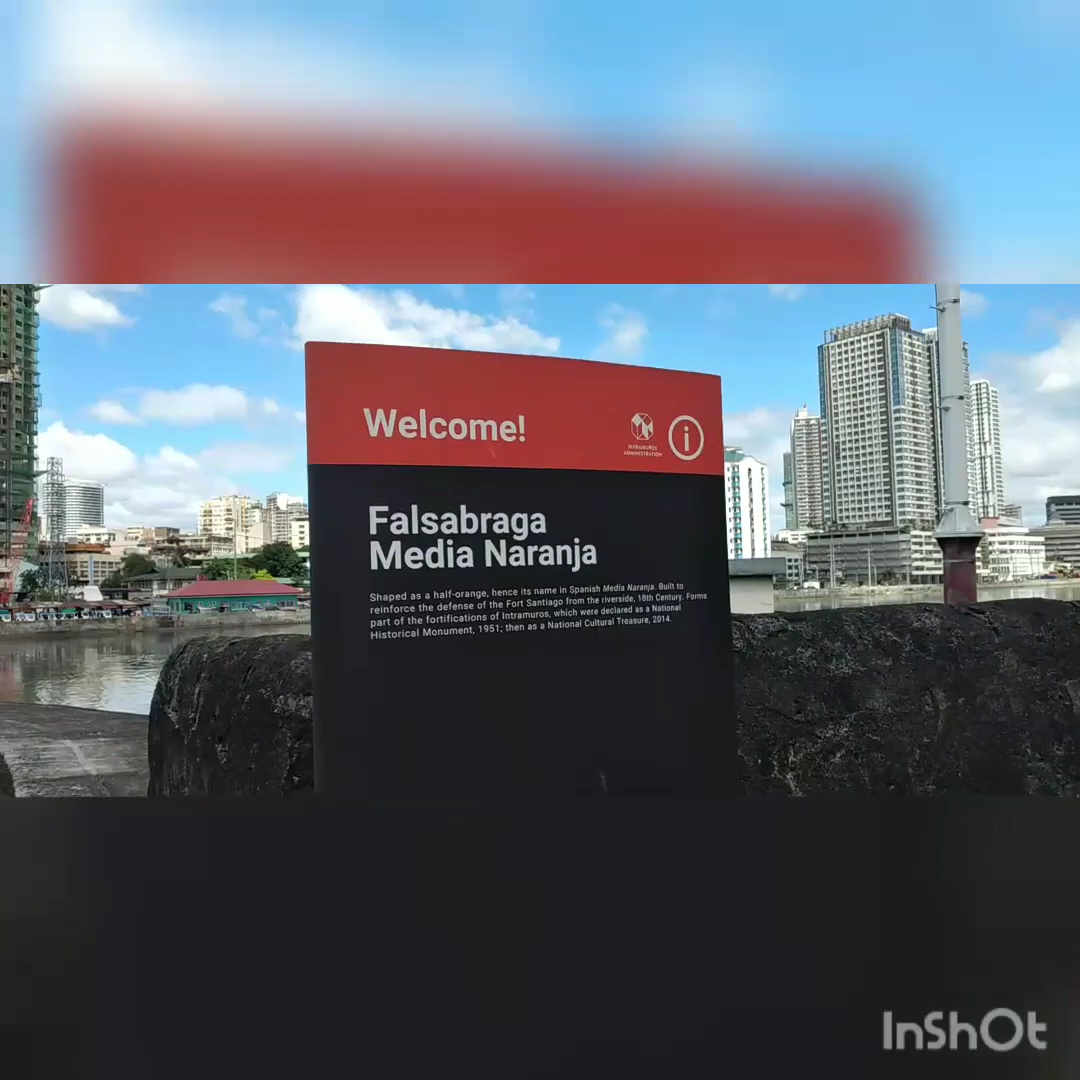 Welcome!
INTRAMUROS
ADMINISTRATION
i
Falsabraga
Media Naranja
Shaped as a half-orange, hence its name in Spanish Media Naranja. Built to
reinforce the defense of the Fort Santiago from the riverside, 18th Century. Forms
part of the fortifications of Intramuros, which were declared as a National
Historical Monument, 1951; then as a National Cultural Treasure, 2014.
InShOt